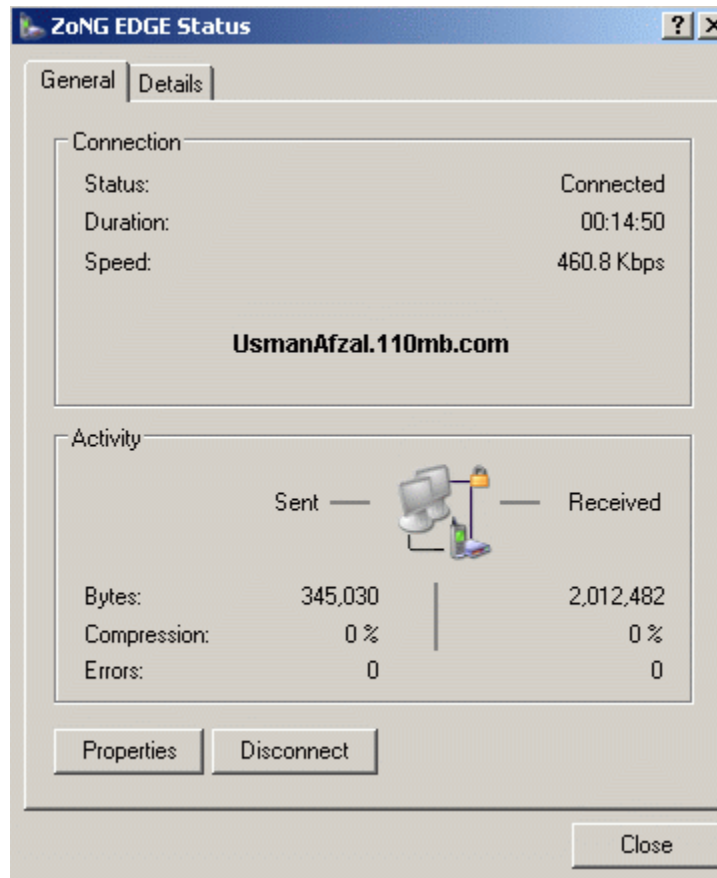 ZoNG EDGE Status
General Details
Connection
Status: Connected
Duration: 00:14:50
Speed: 460.8 Kbps
UsmanAfzal.110mb.com
Activity
Sent Received
Bytes: 345,030 2,012,482
Compression: 0 % 0 %
Errors: 0 0
Properties Disconnect
Close